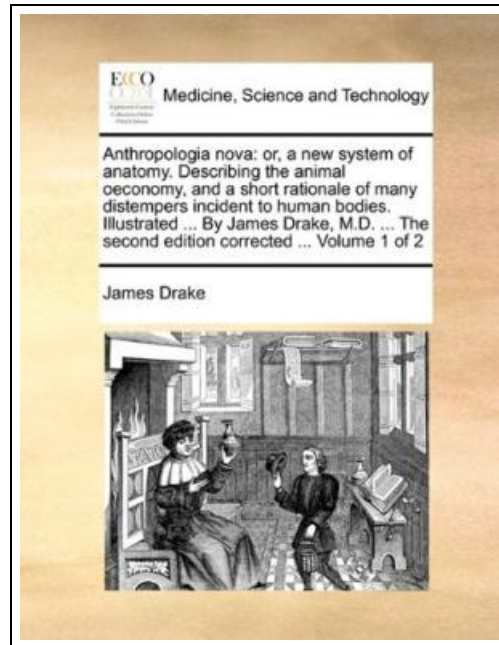 ECCO
Medicine, Science and Technology
Anthropologia nova: or, a new system of
anatomy. Describing the animal
oeconomy, and a short rationale of many
distempers incident to human bodies.
Illustrated ... By James Drake, M.D. ... The
second edition corrected ... Volume 1 of 2
James Drake